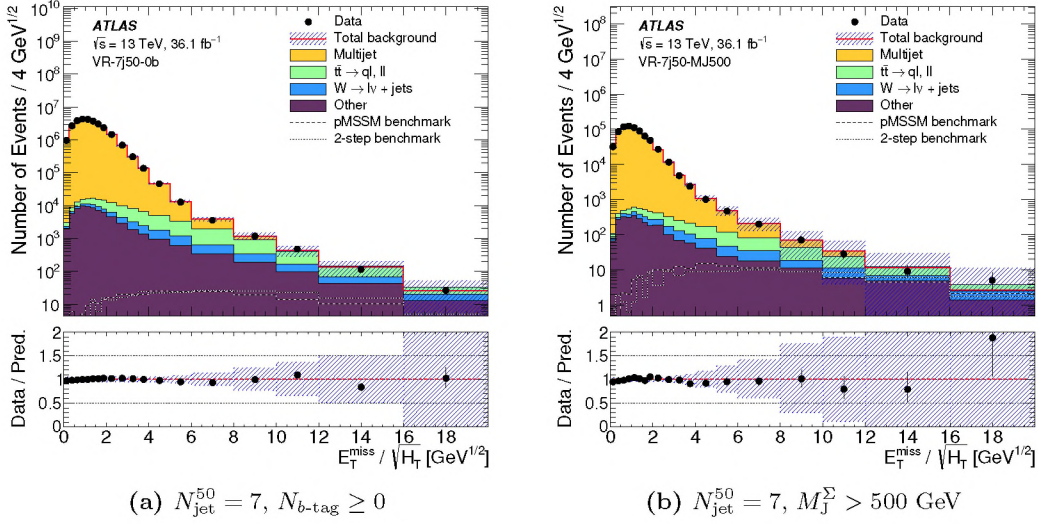 ATLAS
√s = 13 TeV, 36.1 fb⁻¹
VR-7j50-0b
Data
Total background
Multijet
tt̄ → ql, ll
W → lν + jets
Other
pMSSM benchmark
2-step benchmark
Number of Events / 4 GeV^1/2
10^10
10^9
10^8
10^7
10^6
10^5
10^4
10^3
10^2
10
Data / Pred.
2
1.5
1
0.5
0
0 2 4 6 8 10 12 14 16 18
E_T^miss / √H_T [GeV^1/2]
(a) N_jet^50 = 7, N_b-tag ≥ 0
ATLAS
√s = 13 TeV, 36.1 fb⁻¹
VR-7j50-MJ500
Data
Total background
Multijet
tt̄ → ql, ll
W → lν + jets
Other
pMSSM benchmark
2-step benchmark
Number of Events / 4 GeV^1/2
10^8
10^7
10^6
10^5
10^4
10^3
10^2
10
1
Data / Pred.
2
1.5
1
0.5
0
0 2 4 6 8 10 12 14 16 18
E_T^miss / √H_T [GeV^1/2]
(b) N_jet^50 = 7, M_J^Σ > 500 GeV